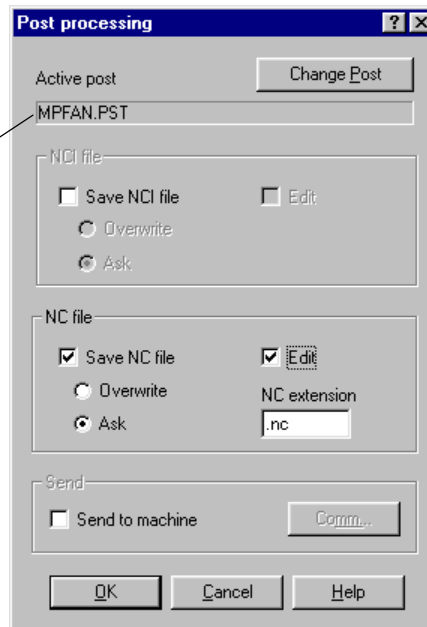 Post processing
Active post
Change Post
MPFAN.PST
NCI file
Save NCI file
Edit
Overwrite
Ask
NC file
Save NC file
Edit
Overwrite
NC extension
Ask
.nc
Send
Send to machine
Comm...
OK
Cancel
Help